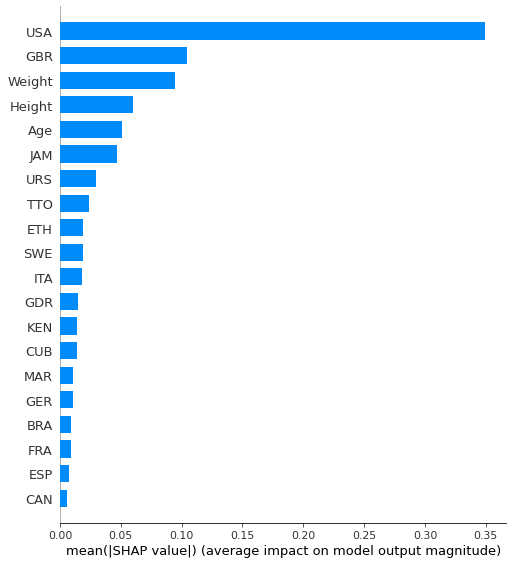 USA
GBR
Weight
Height
Age
JAM
URS
TTO
ETH
SWE
ITA
GDR
KEN
CUB
MAR
GER
BRA
FRA
ESP
CAN
0.00 0.05 0.10 0.15 0.20 0.25 0.30 0.35
mean(|SHAP value|) (average impact on model output magnitude)